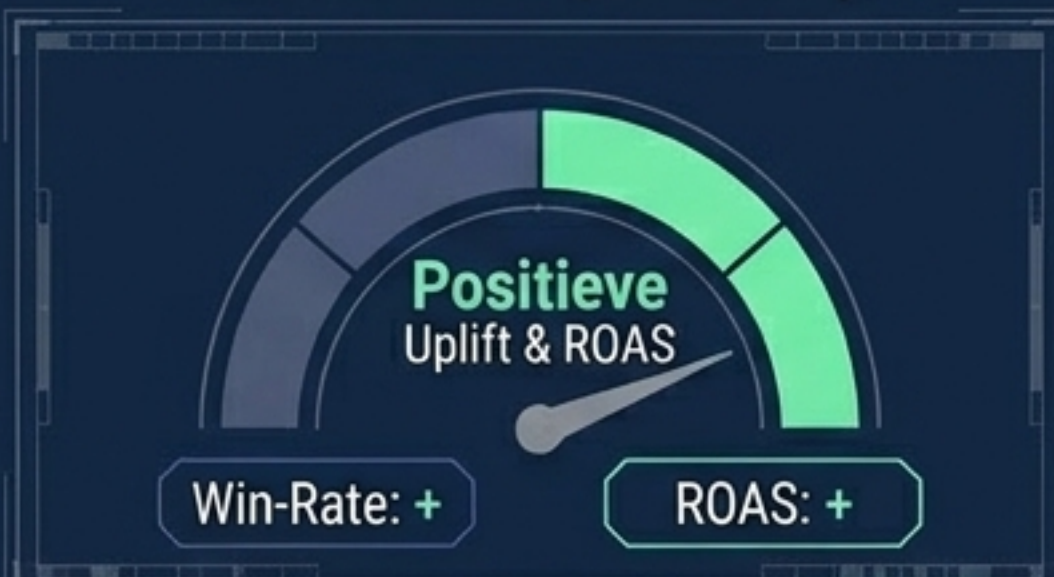 Positieve
Uplift & ROAS
Win-Rate: +
ROAS: +